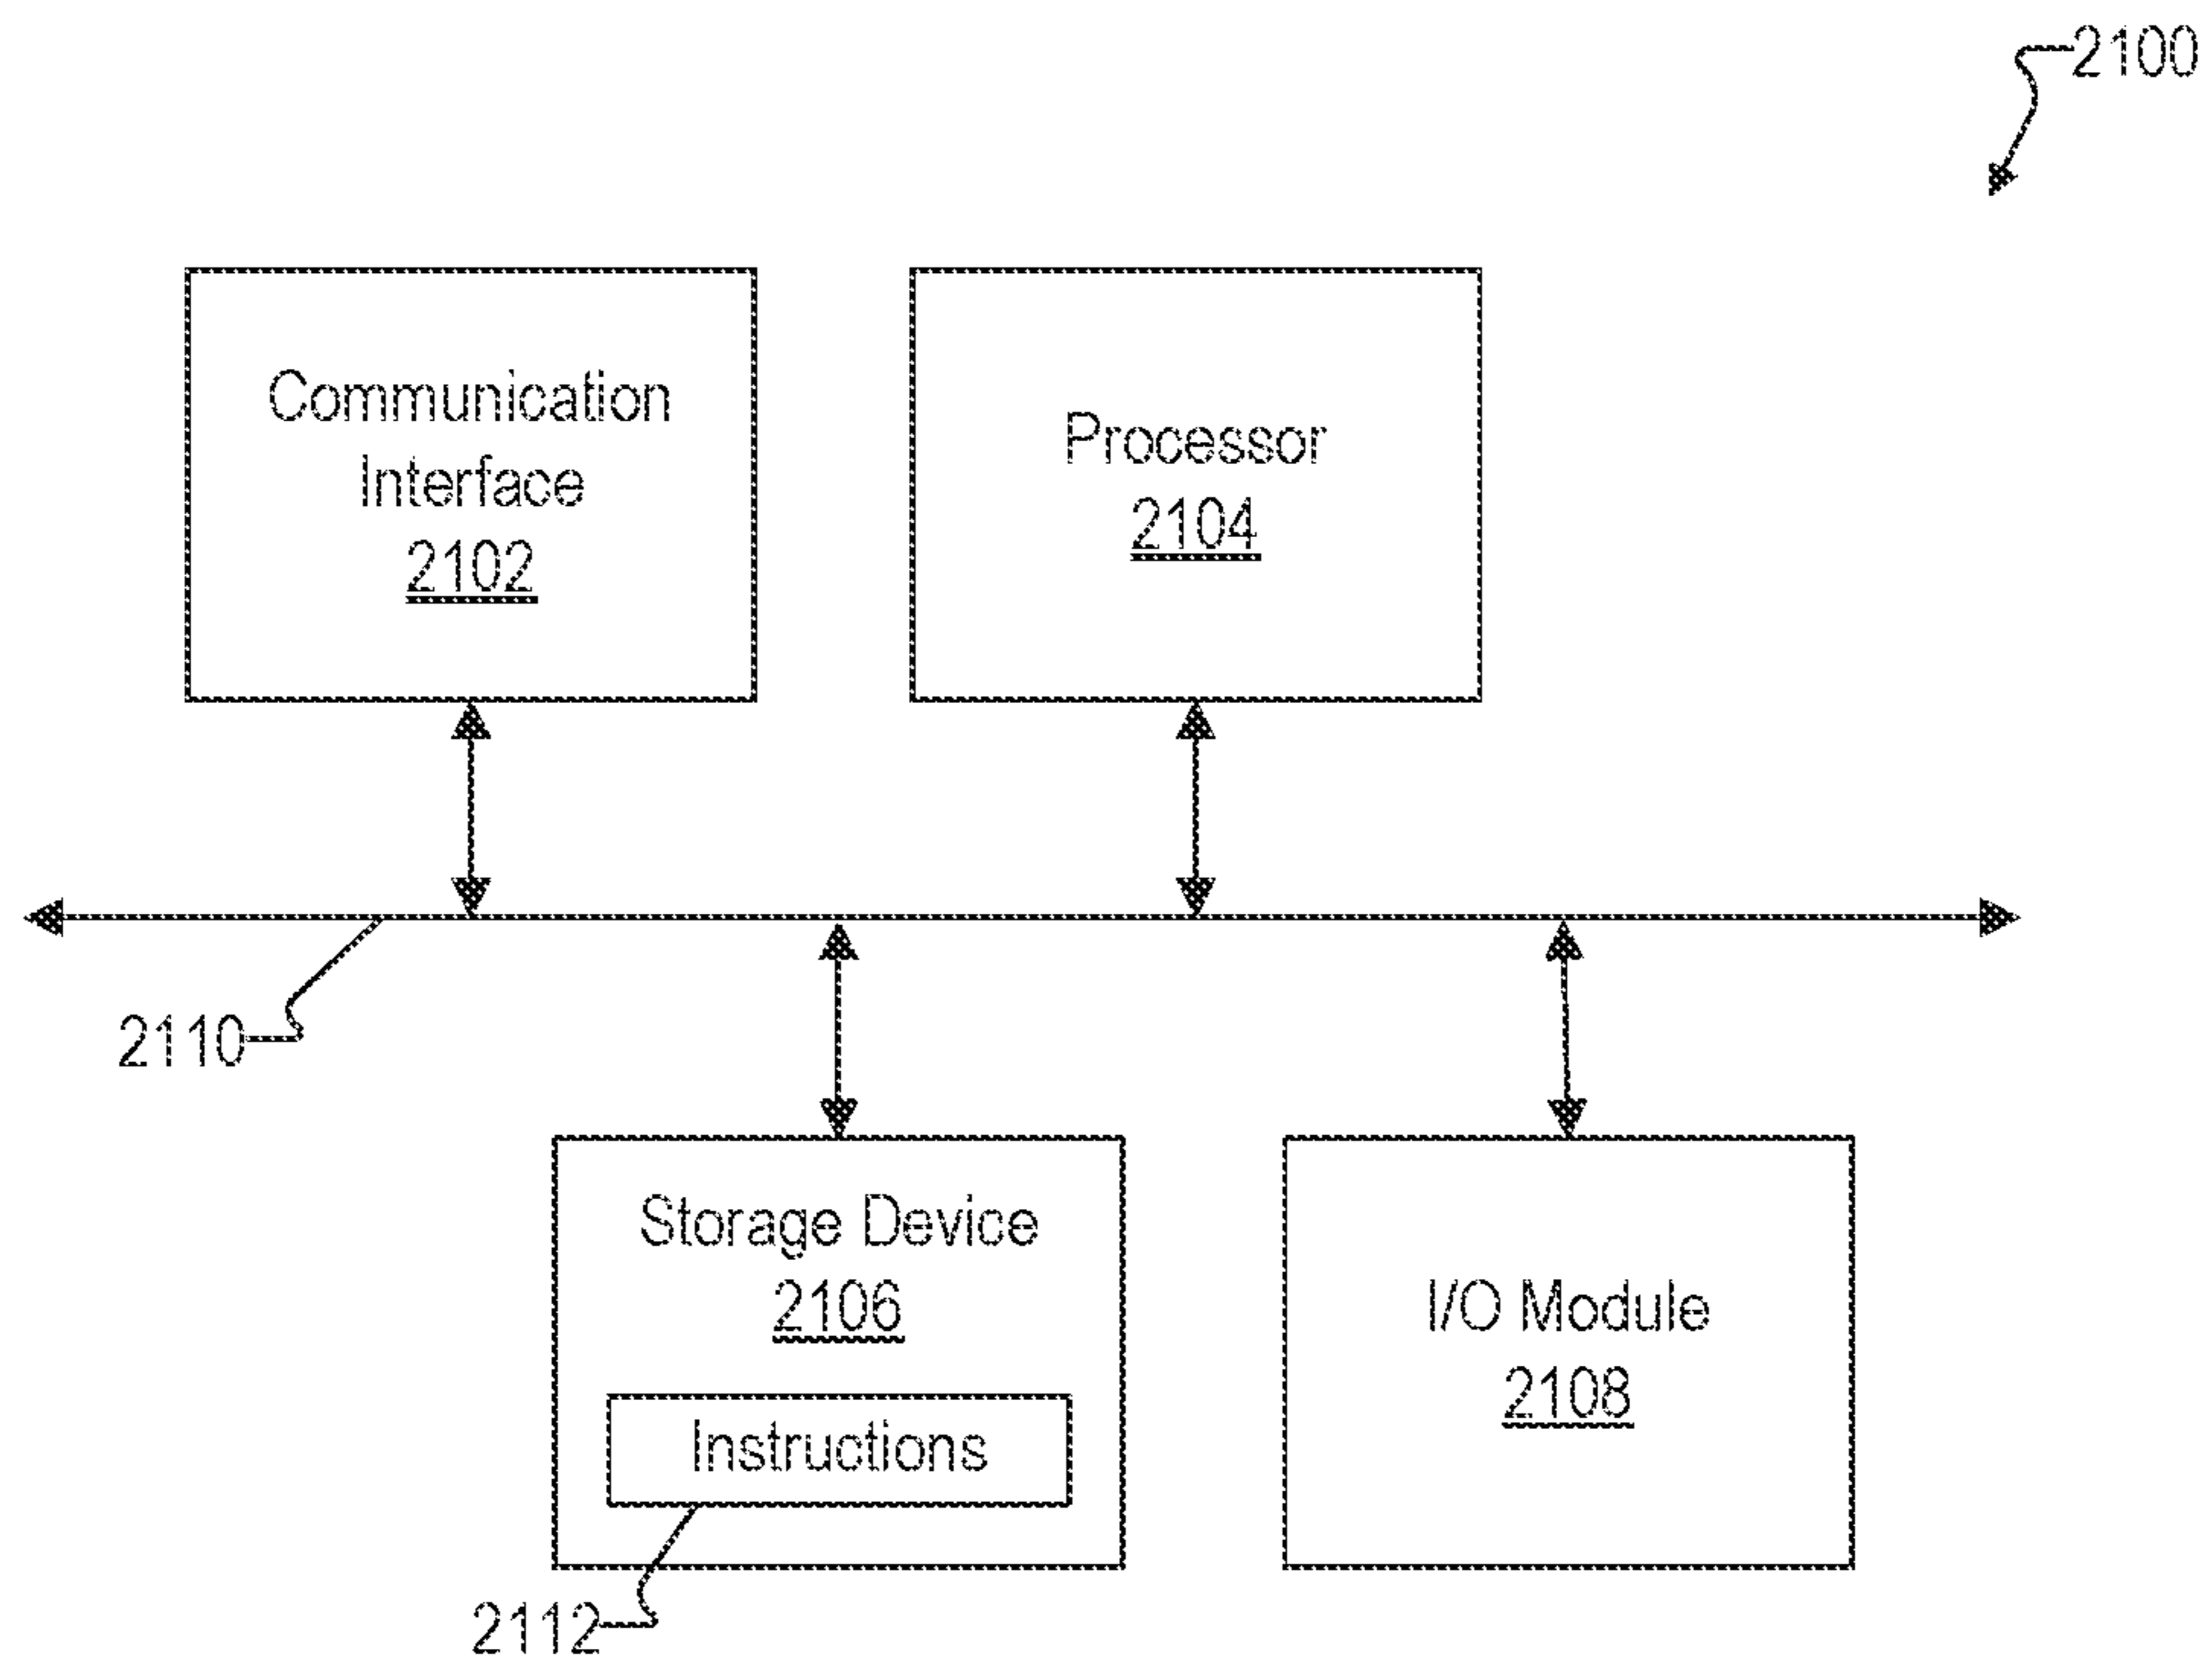 2100
Communication
Interface
2102
Processor
2104
2110
Storage Device
2106
Instructions
2112
I/O Module
2108